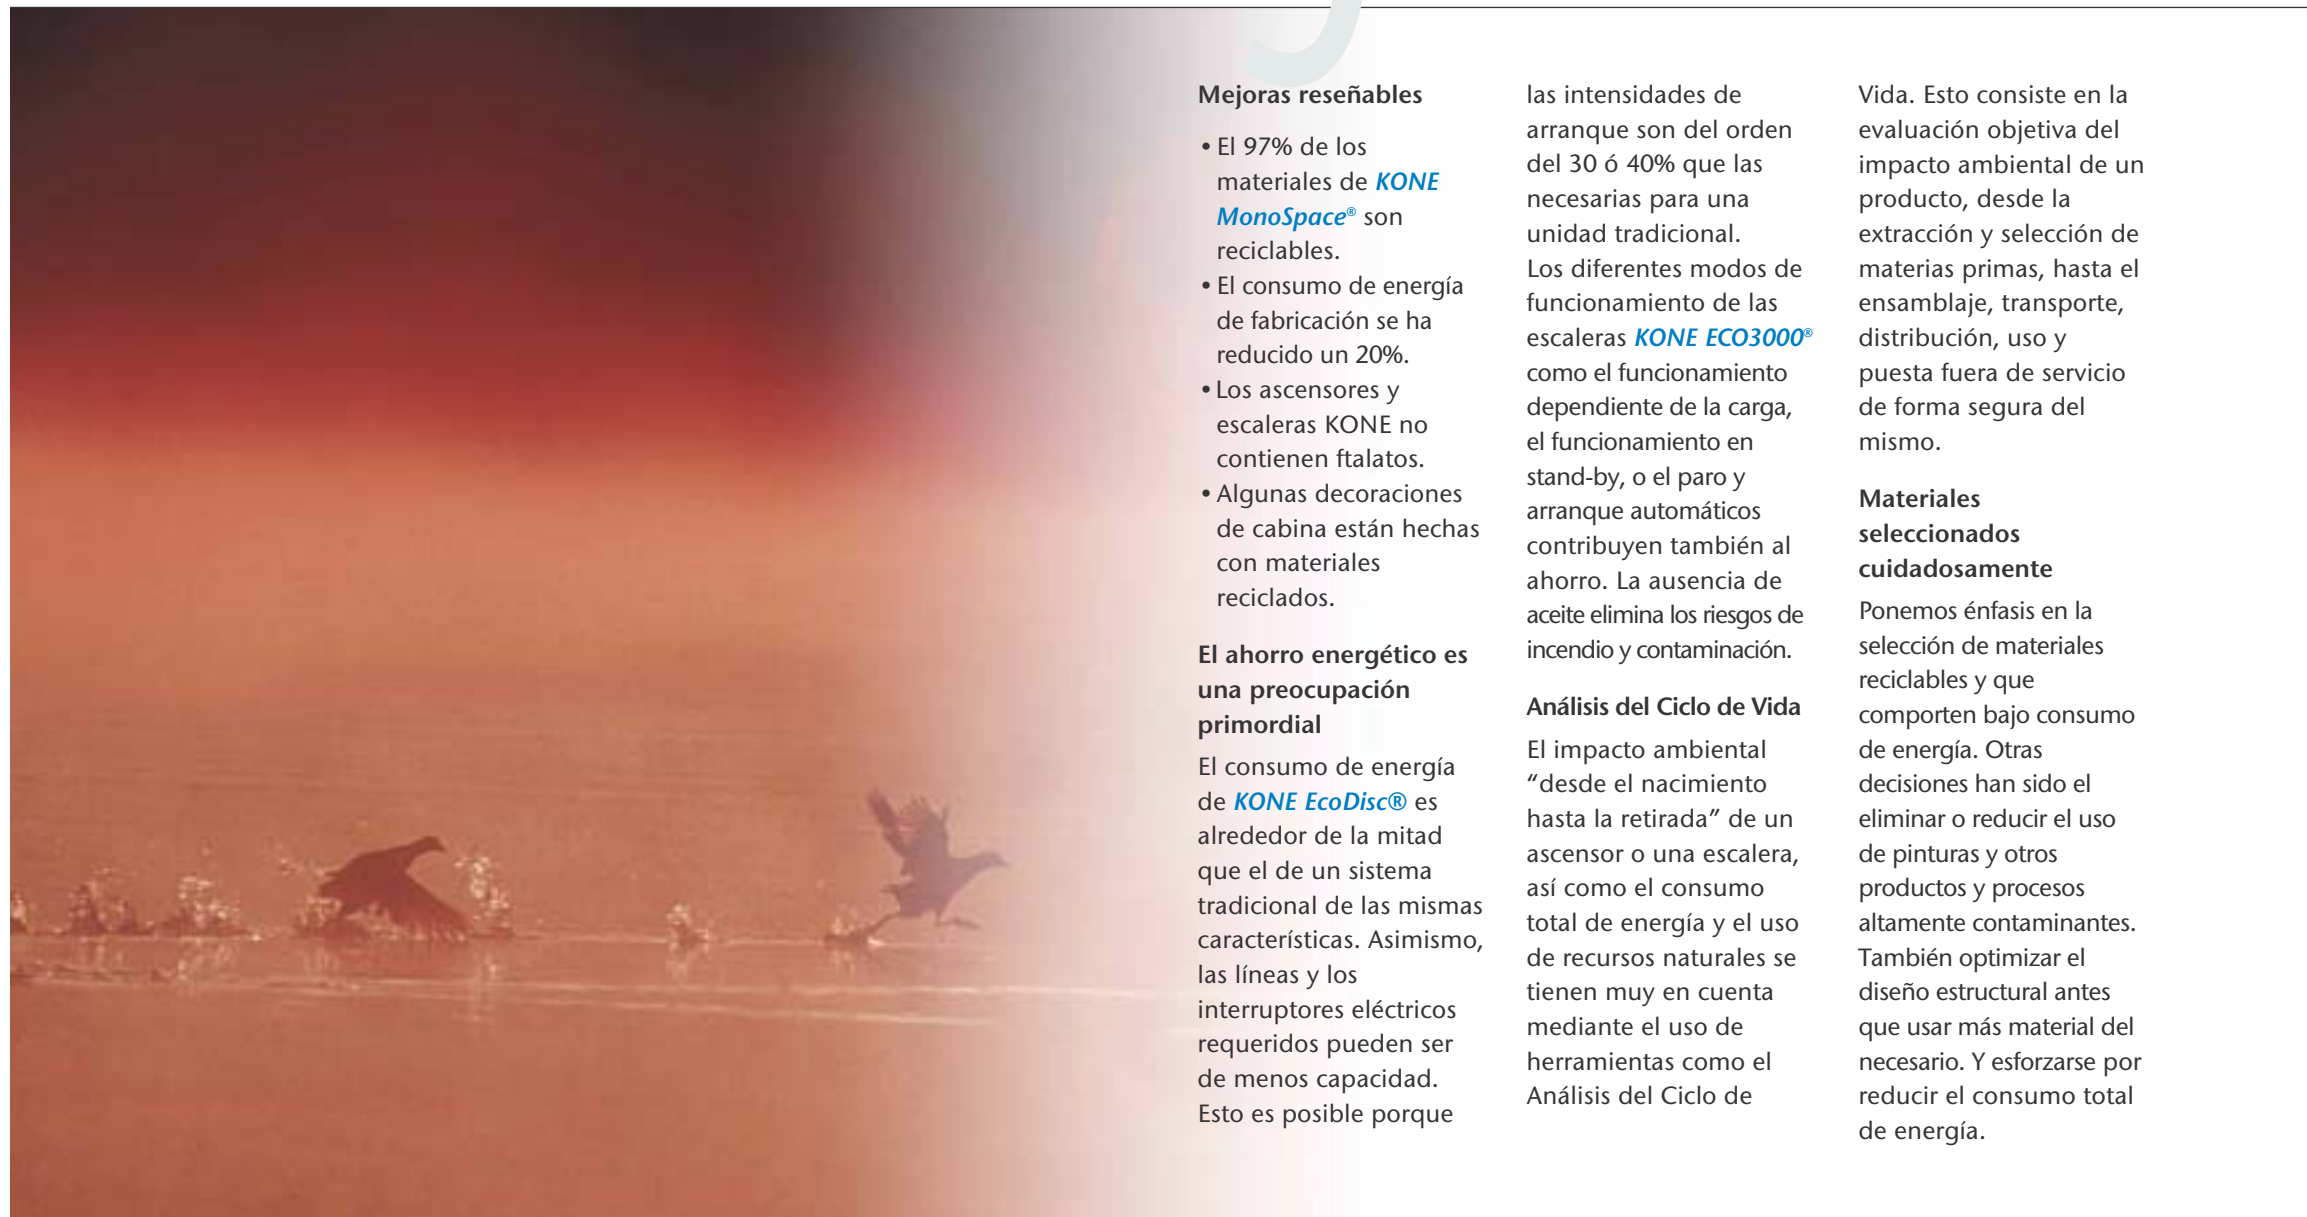 Mejoras reseñables
• El 97% de los
materiales de KONE
MonoSpace® son
reciclables.
• El consumo de energía
de fabricación se ha
reducido un 20%.
• Los ascensores y
escaleras KONE no
contienen ftalatos.
• Algunas decoraciones
de cabina están hechas
con materiales
reciclados.
El ahorro energético es
una preocupación
primordial
El consumo de energía
de KONE EcoDisc® es
alrededor de la mitad
que el de un sistema
tradicional de las mismas
características. Asimismo,
las líneas y los
interruptores eléctricos
requeridos pueden ser
de menos capacidad.
Esto es posible porque
las intensidades de
arranque son del orden
del 30 ó 40% que las
necesarias para una
unidad tradicional.
Los diferentes modos de
funcionamiento de las
escaleras KONE ECO3000®
como el funcionamiento
dependiente de la carga,
el funcionamiento en
stand-by, o el paro y
arranque automáticos
contribuyen también al
ahorro. La ausencia de
aceite elimina los riesgos de
incendio y contaminación.
Análisis del Ciclo de Vida
El impacto ambiental
“desde el nacimiento
hasta la retirada” de un
ascensor o una escalera,
así como el consumo
total de energía y el uso
de recursos naturales se
tienen muy en cuenta
mediante el uso de
herramientas como el
Análisis del Ciclo de
Vida. Esto consiste en la
evaluación objetiva del
impacto ambiental de un
producto, desde la
extracción y selección de
materias primas, hasta el
ensamblaje, transporte,
distribución, uso y
puesta fuera de servicio
de forma segura del
mismo.
Materiales
seleccionados
cuidadosamente
Ponemos énfasis en la
selección de materiales
reciclables y que
comporten bajo consumo
de energía. Otras
decisiones han sido el
eliminar o reducir el uso
de pinturas y otros
productos y procesos
altamente contaminantes.
También optimizar el
diseño estructural antes
que usar más material del
necesario. Y esforzarse por
reducir el consumo total
de energía.